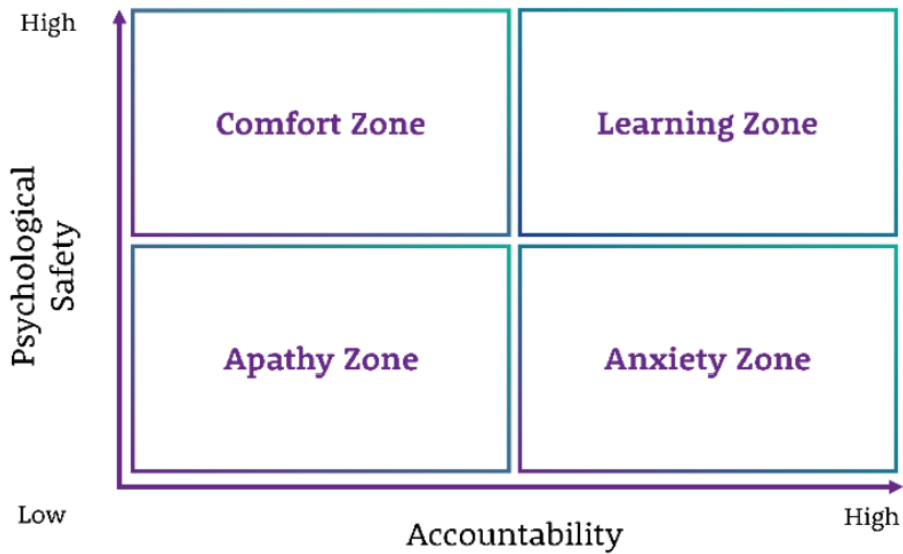 High
Comfort Zone
Learning Zone
Psychological
Safety
Apathy Zone
Anxiety Zone
Low
High
Accountability